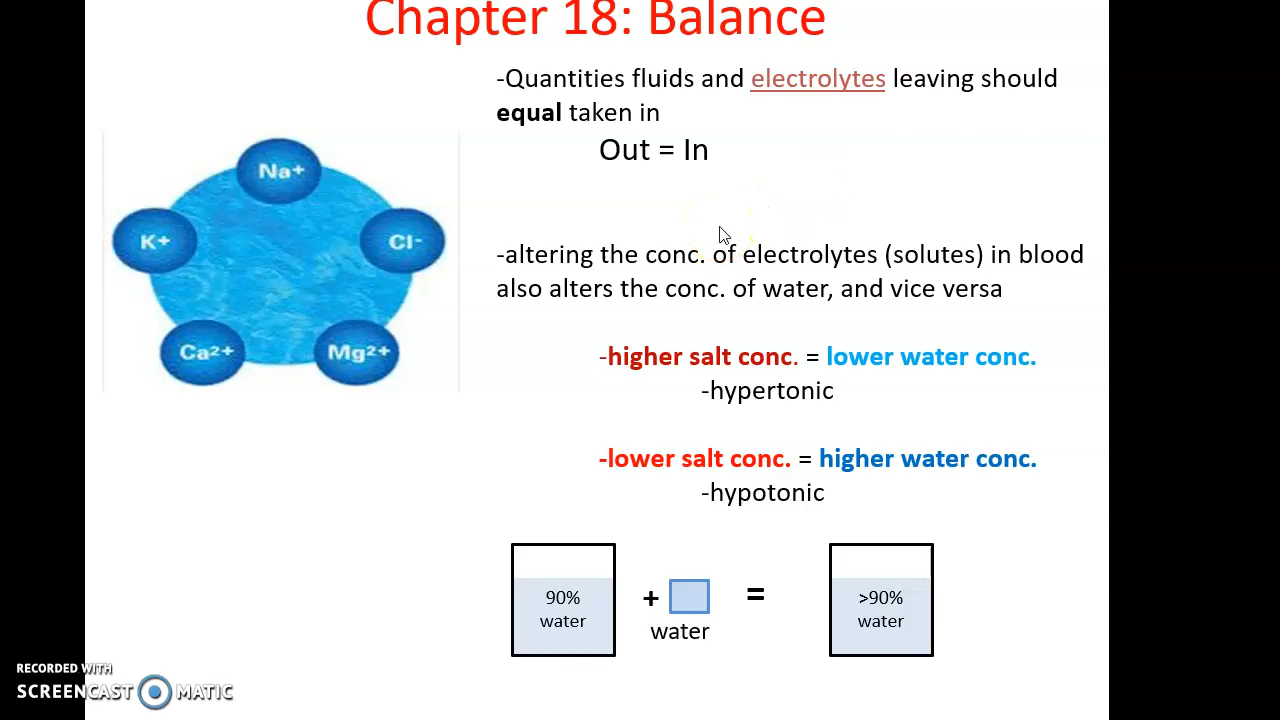 Chapter 18: Balance
-Quantities fluids and electrolytes leaving should
equal taken in
Out = In
Na+
K+
Cl-
Ca2+
Mg2+
-altering the conc. of electrolytes (solutes) in blood
also alters the conc. of water, and vice versa
-higher salt conc. = lower water conc.
-hypertonic
-lower salt conc. = higher water conc.
-hypotonic
90%
water
+
water
=
>90%
water
RECORDED WITH
SCREENCAST MATIC